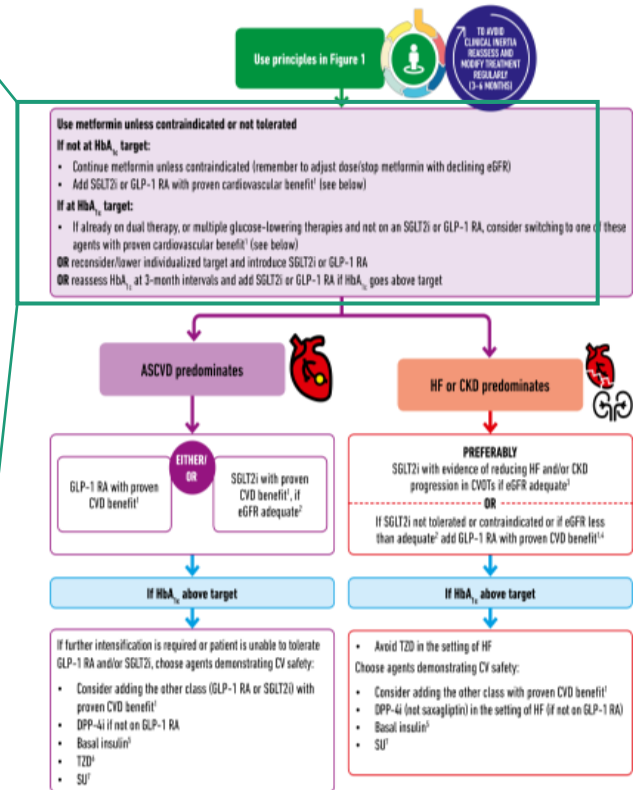 Use principles in Figure 1
TO AVOID
CLINICAL INERTIA
REASSESS AND
MODIFY TREATMENT
REGULARLY
(3-6 MONTHS)
Use metformin unless contraindicated or not tolerated
If not at HbA1c target:
• Continue metformin unless contraindicated (remember to adjust dose/stop metformin with declining eGFR)
• Add SGLT2i or GLP-1 RA with proven cardiovascular benefit¹ (see below)
If at HbA1c target:
• If already on dual therapy, or multiple glucose-lowering therapies and not on an SGLT2i or GLP-1 RA, consider switching to one of these
agents with proven cardiovascular benefit¹ (see below)
OR reconsider/lower individualized target and introduce SGLT2i or GLP-1 RA
OR reassess HbA1c at 3-month intervals and add SGLT2i or GLP-1 RA if HbA1c goes above target
ASCVD predominates
EITHER/
OR
GLP-1 RA with proven
CVD benefit¹
SGLT2i with proven
CVD benefit¹, if
eGFR adequate²
If HbA1c above target
If further intensification is required or patient is unable to tolerate
GLP-1 RA and/or SGLT2i, choose agents demonstrating CV safety:
• Consider adding the other class (GLP-1 RA or SGLT2i) with
proven CVD benefit¹
• DPP-4i if not on GLP-1 RA
• Basal insulin⁵
• TZD⁶
• SU⁷
HF or CKD predominates
PREFERABLY
SGLT2i with evidence of reducing HF and/or CKD
progression in CVOTs if eGFR adequate³
OR
If SGLT2i not tolerated or contraindicated or if eGFR less
than adequate² add GLP-1 RA with proven CVD benefit¹,⁴
If HbA1c above target
• Avoid TZD in the setting of HF
Choose agents demonstrating CV safety:
• Consider adding the other class with proven CVD benefit¹
• DPP-4i (not saxagliptin) in the setting of HF (if not on GLP-1 RA)
• Basal insulin⁵
• SU⁷